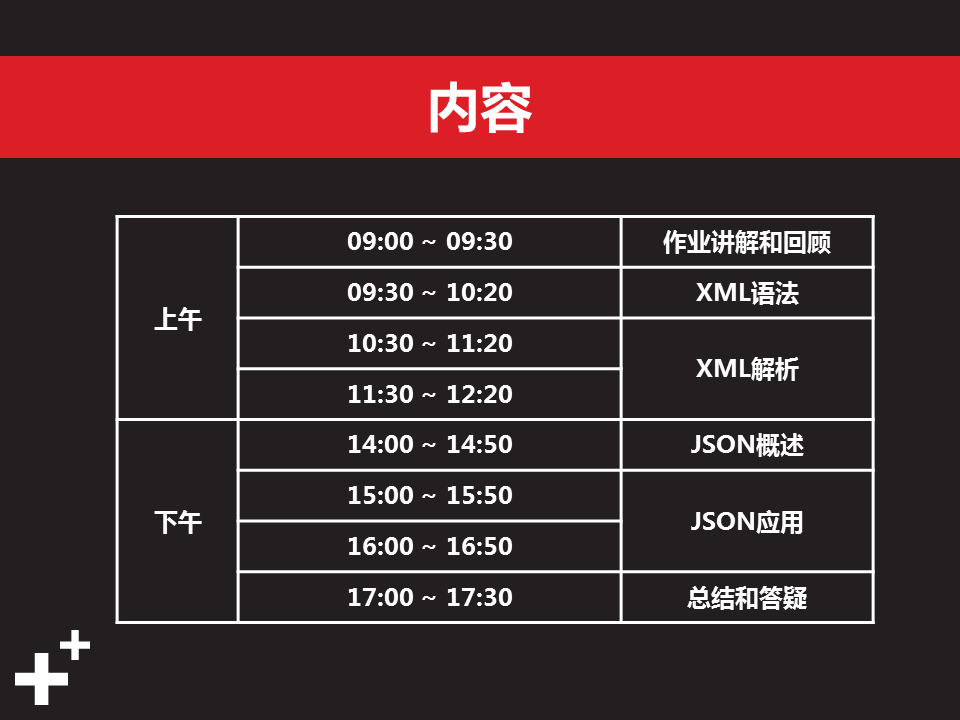 内容
上午
09:00 ~ 09:30
作业讲解和回顾
09:30 ~ 10:20
XML语法
10:30 ~ 11:20
XML解析
11:30 ~ 12:20
下午
14:00 ~ 14:50
JSON概述
15:00 ~ 15:50
JSON应用
16:00 ~ 16:50
17:00 ~ 17:30
总结和答疑